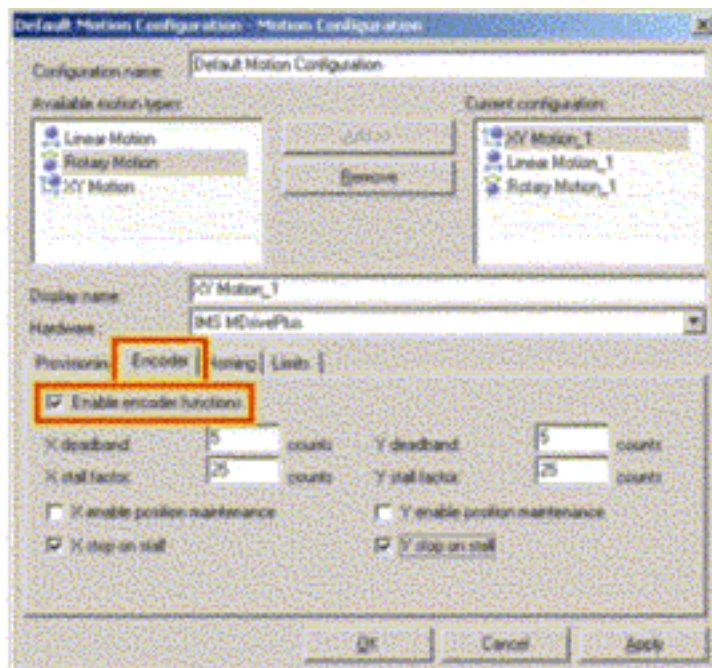 Default Motion Configuration - Motion Configuration
Configuration name: Default Motion Configuration
Available motion types: Current configuration:
Linear Motion
Rotary Motion
XY Motion
Add >>
Remove
XY Motion_1
Linear Motion_1
Rotary Motion_1
Display name XY Motion_1
Hardware: IMS MDrivePlus
Provisionin Encoder Homing Limits
Enable encoder functions
X deadband 5 counts Y deadband 5 counts
X stall factor 25 counts Y stall factor 25 counts
X enable position maintenance Y enable position maintenance
X stop on stall Y stop on stall
OK Cancel Apply